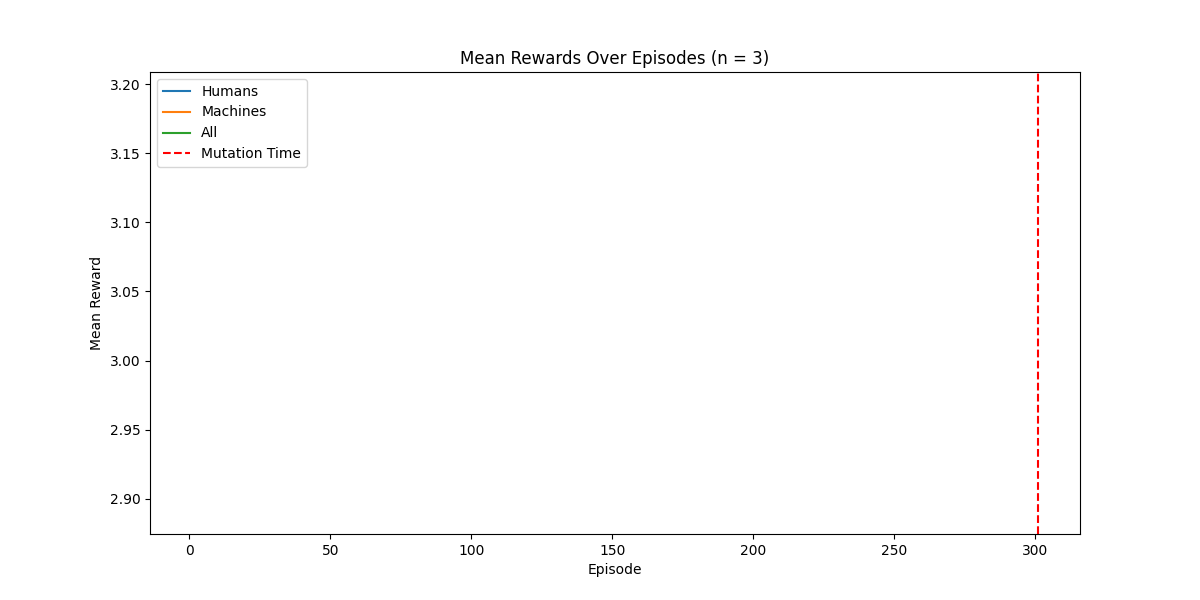 Mean Rewards Over Episodes (n = 3)
3.20
3.15
3.10
3.05
3.00
2.95
2.90
Mean Reward
Humans
Machines
All
Mutation Time
0
50
100
150
200
250
300
Episode